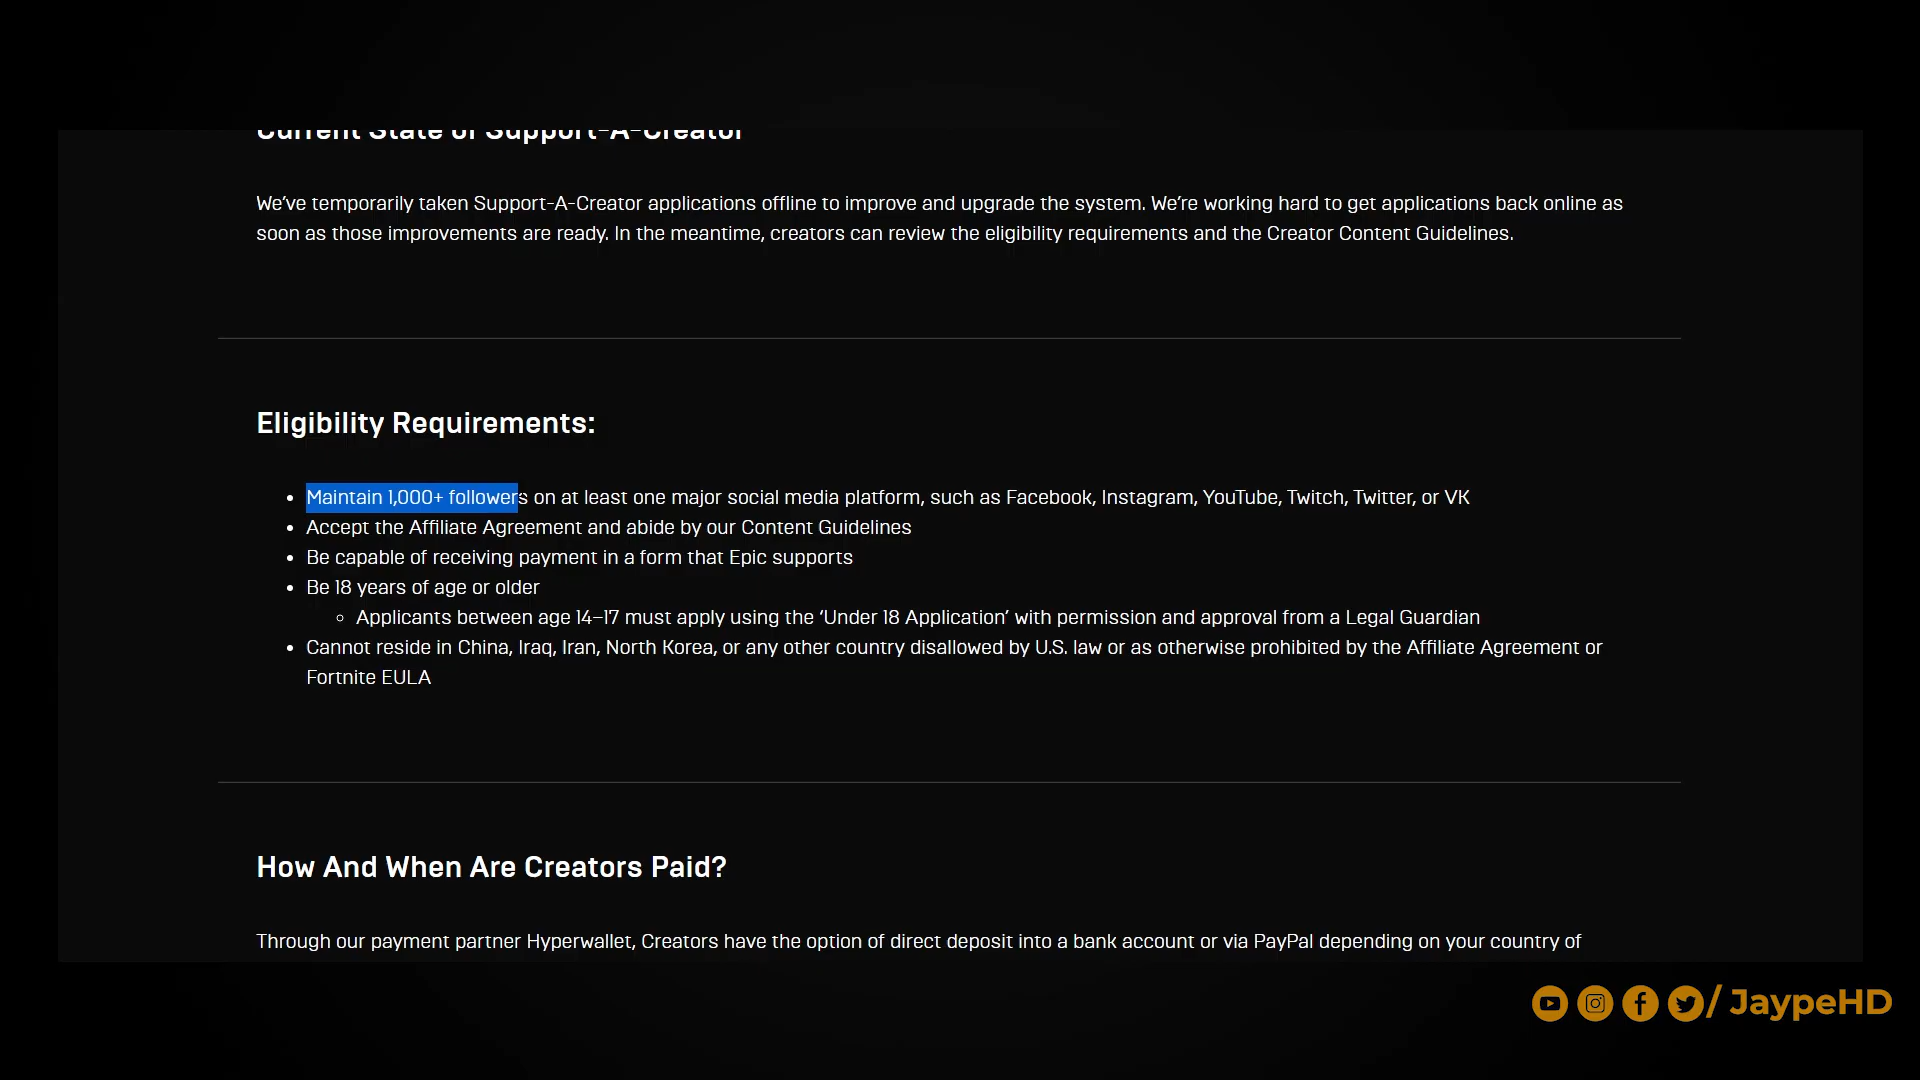 Current State of Support-A-Creator
We've temporarily taken Support-A-Creator applications offline to improve and upgrade the system. We're working hard to get applications back online as
soon as those improvements are ready. In the meantime, creators can review the eligibility requirements and the Creator Content Guidelines.
Eligibility Requirements:
Maintain 1,000+ followers on at least one major social media platform, such as Facebook, Instagram, YouTube, Twitch, Twitter, or VK
Accept the Affiliate Agreement and abide by our Content Guidelines
Be capable of receiving payment in a form that Epic supports
Be 18 years of age or older
Applicants between age 14–17 must apply using the ‘Under 18 Application’ with permission and approval from a Legal Guardian
Cannot reside in China, Iraq, Iran, North Korea, or any other country disallowed by U.S. law or as otherwise prohibited by the Affiliate Agreement or
Fortnite EULA
How And When Are Creators Paid?
Through our payment partner Hyperwallet, Creators have the option of direct deposit into a bank account or via PayPal depending on your country of
/ JaypeHD